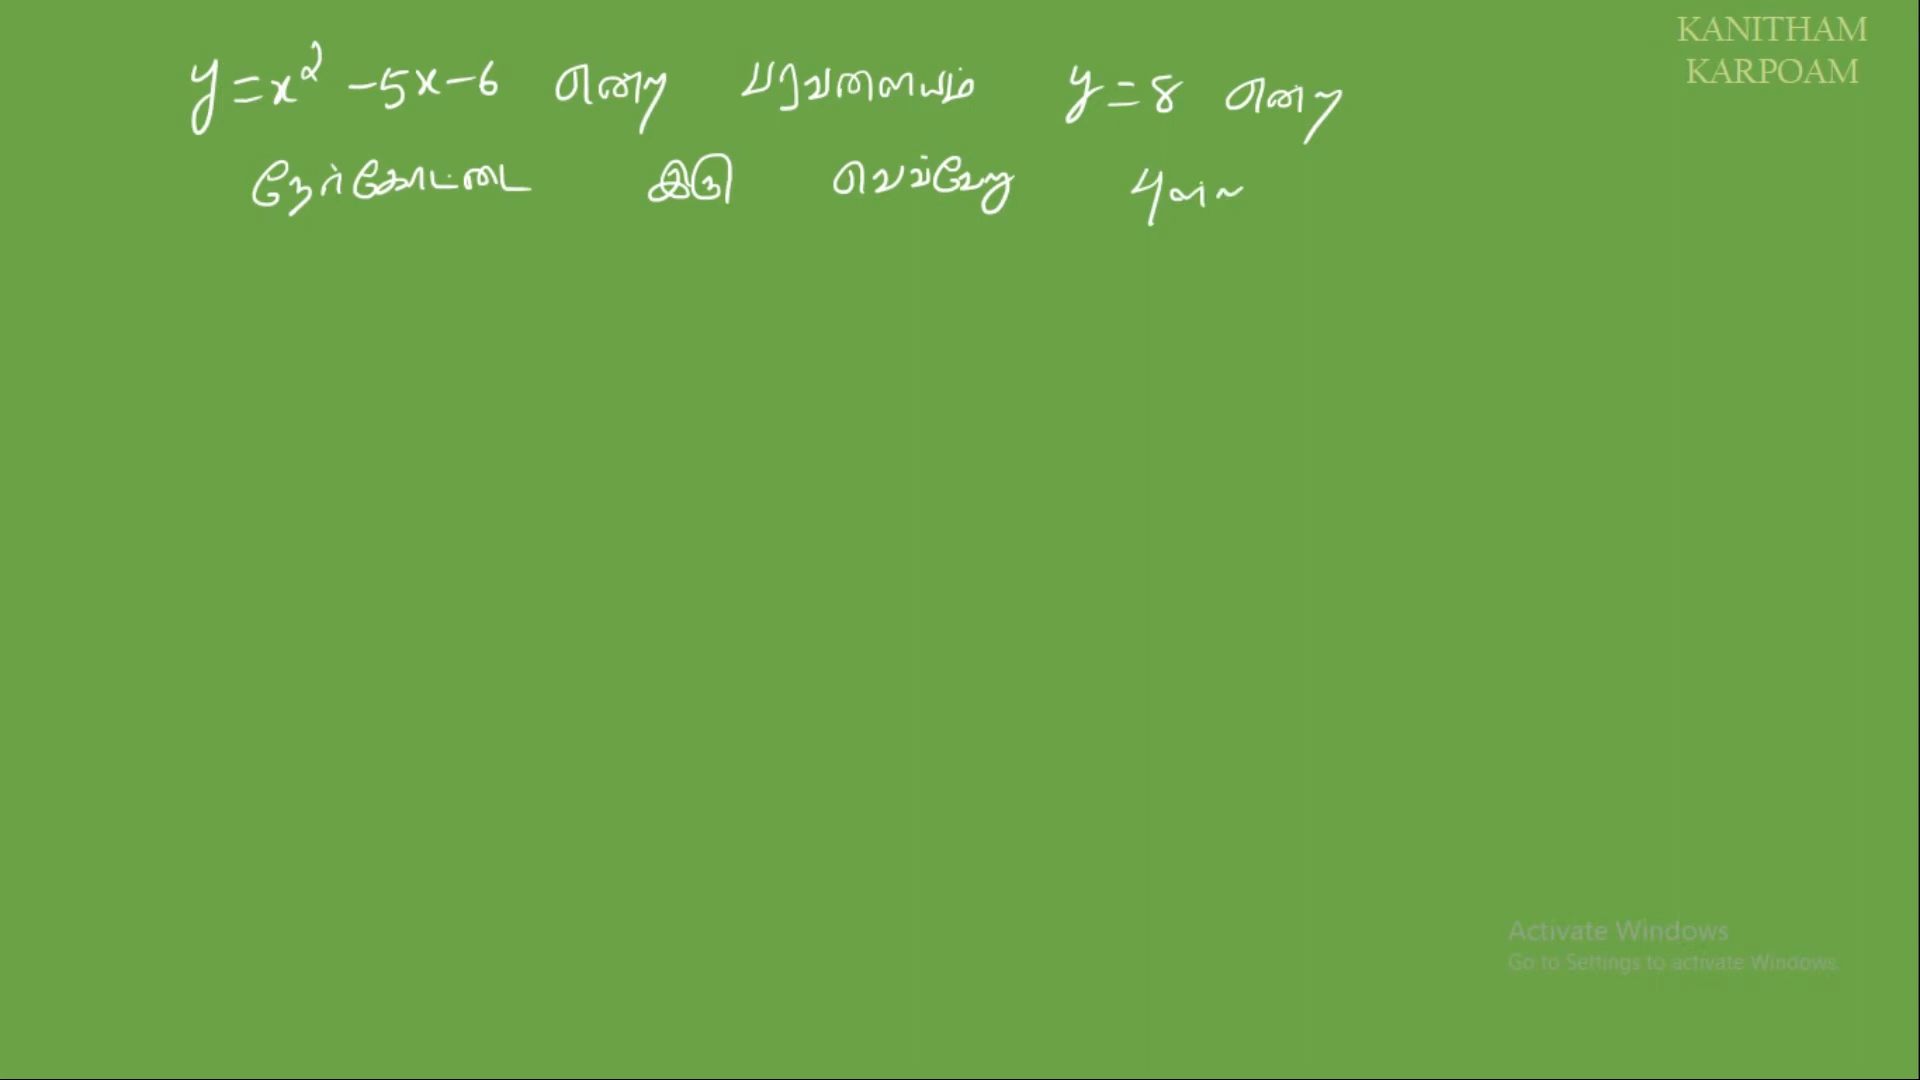 KANITHAM
KARPOAM
y = x² -5x-6 என்ற பரவளையம் y = 8 என்ற
நேர்கோட்டை இரு வெவ்வேறு
Activate Windows
Go to Settings to activate Windows.